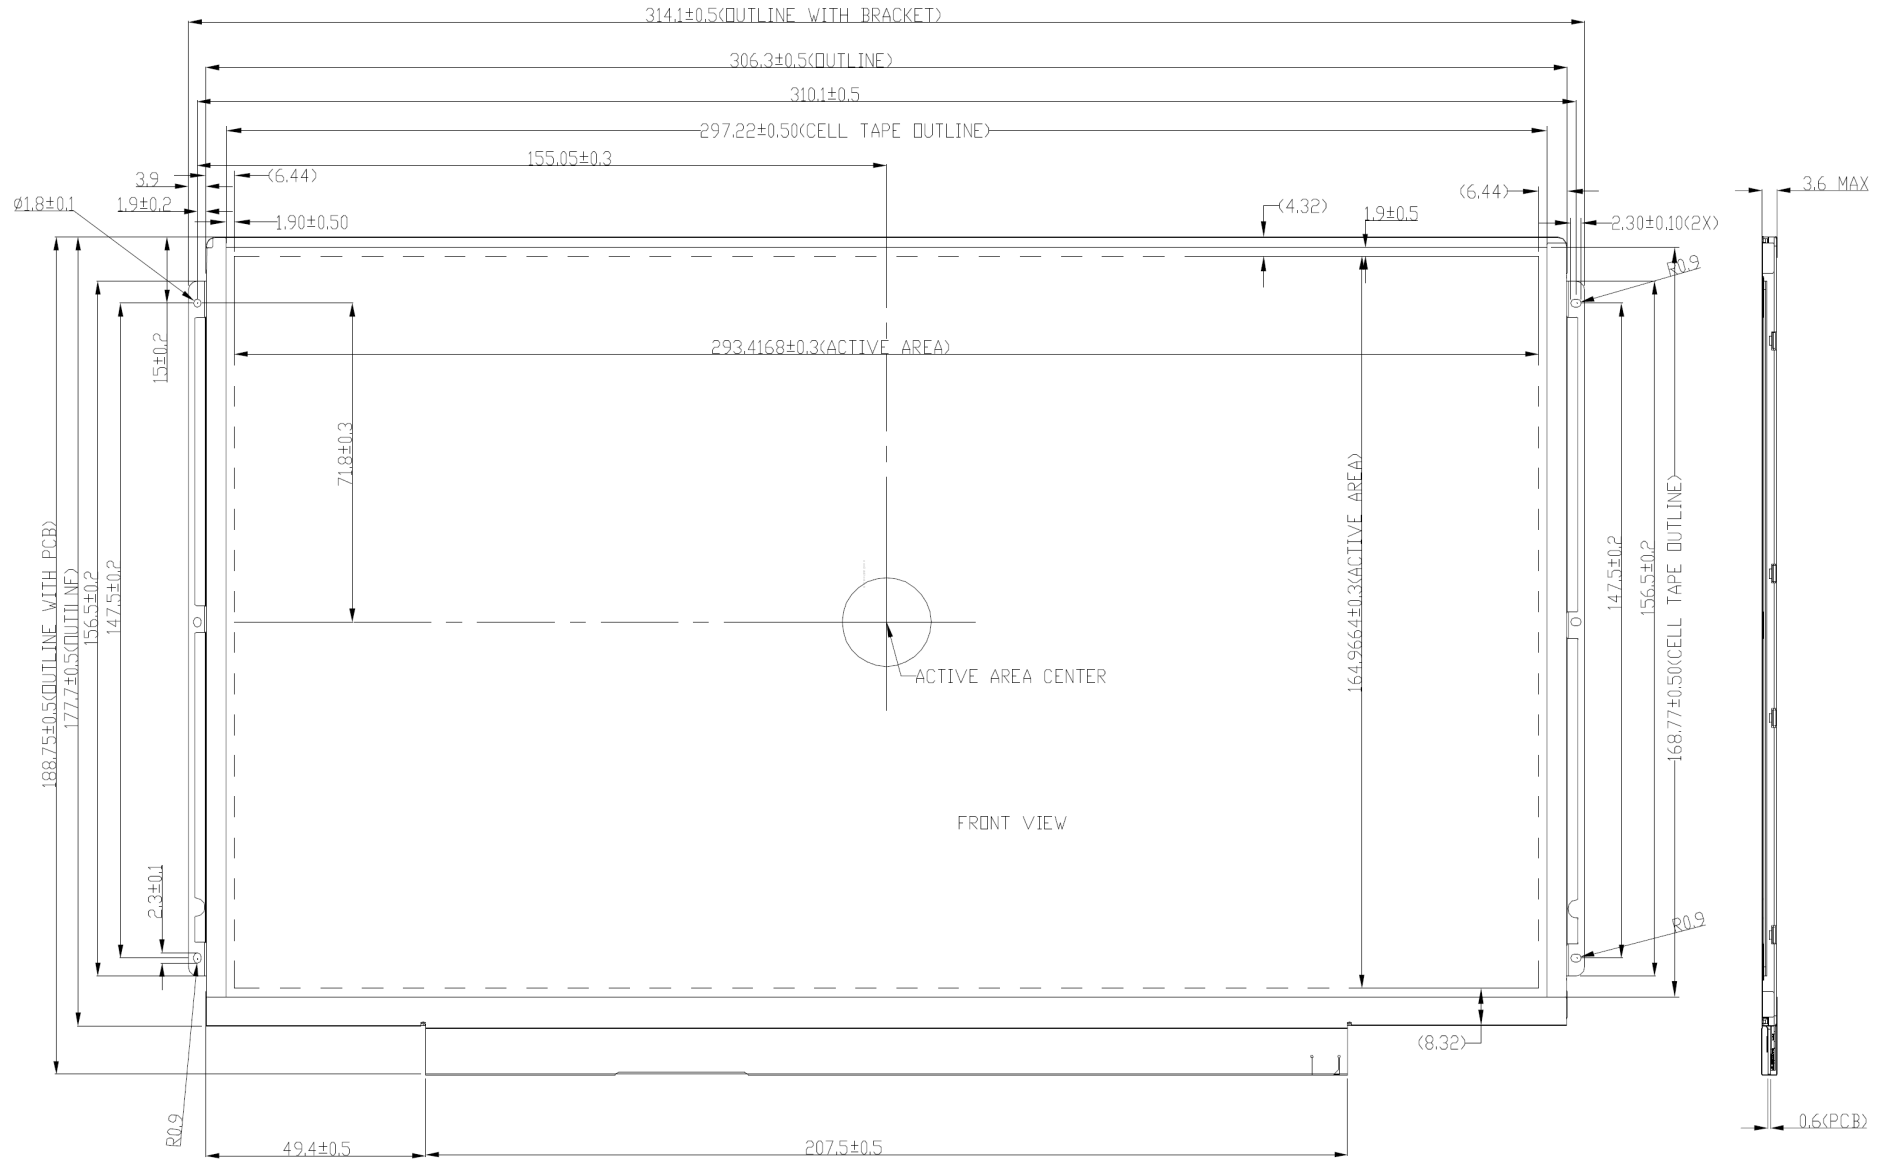 314.1±0.5(OUTLINE WITH BRACKET)
306.3±0.5(OUTLINE)
310.1±0.5
297.22±0.50(CELL TAPE OUTLINE)
155.05±0.3
(6.44)
3.9
(6.44)
3.6 MAX
ø1.8±0.1
1.9±0.2
1.90±0.50
(4.32)
1.9±0.5
2.30±0.10(2X)
R0.9
15±0.2
293.4168±0.3(ACTIVE AREA)
71.8±0.3
164.9664±0.3(ACTIVE AREA)
188.75±0.5(OUTLINE WITH PCB)
177.7±0.5(OUTILNE)
156.5±0.2
147.5±0.2
147.5±0.2
156.5±0.2
168.77±0.50(CELL TAPE OUTLINE)
ACTIVE AREA CENTER
FRONT VIEW
2.3±0.1
R0.9
(8.32)
R0.9
0.6(PCB)
49.4±0.5
207.5±0.5